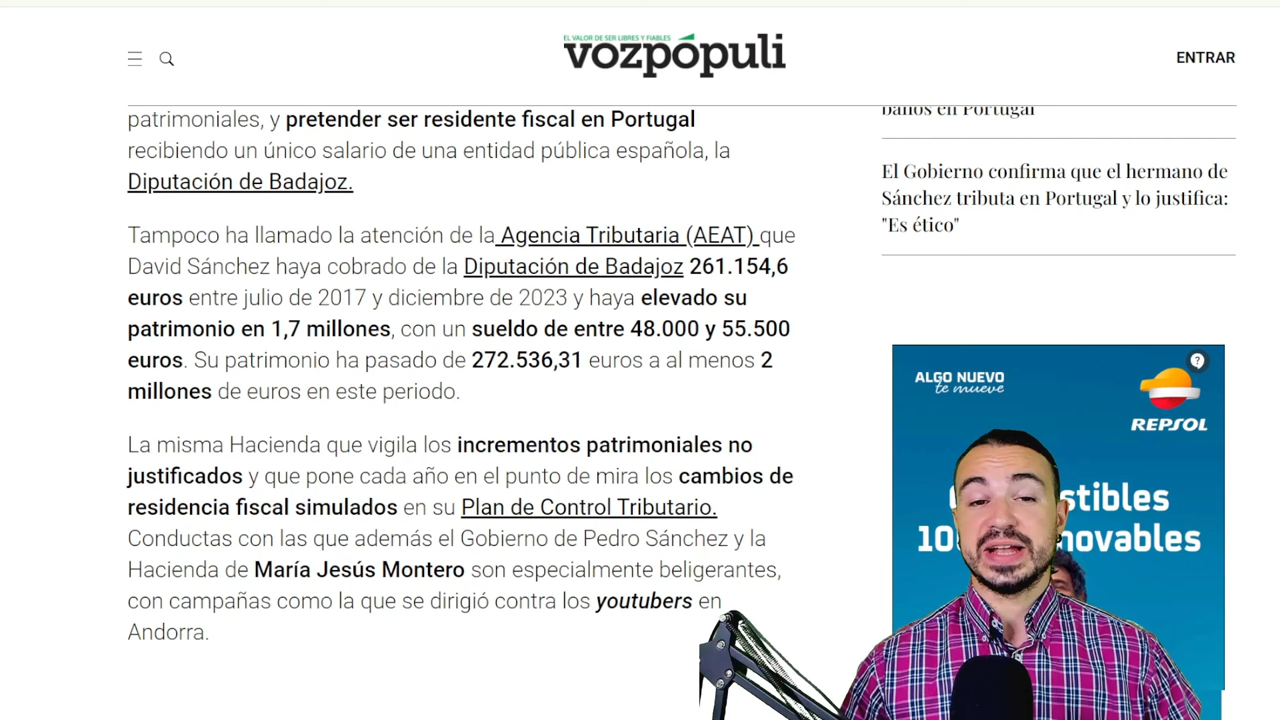 EL VALOR DE SER LIBRES Y FIABLES
vozpópuli
ENTRAR
patrimoniales, y pretender ser residente fiscal en Portugal
recibiendo un único salario de una entidad pública española, la
Diputación de Badajoz.
Tampoco ha llamado la atención de la Agencia Tributaria (AEAT) que
David Sánchez haya cobrado de la Diputación de Badajoz 261.154,6
euros entre julio de 2017 y diciembre de 2023 y haya elevado su
patrimonio en 1,7 millones, con un sueldo de entre 48.000 y 55.500
euros. Su patrimonio ha pasado de 272.536,31 euros a al menos 2
millones de euros en este periodo.
La misma Hacienda que vigila los incrementos patrimoniales no
justificados y que pone cada año en el punto de mira los cambios de
residencia fiscal simulados en su Plan de Control Tributario.
Conductas con las que además el Gobierno de Pedro Sánchez y la
Hacienda de María Jesús Montero son especialmente beligerantes,
con campañas como la que se dirigió contra los youtubers en
Andorra.
baños en Portugal
El Gobierno confirma que el hermano de
Sánchez tributa en Portugal y lo justifica:
"Es ético"
ALGO NUEVO
te mueve
REPSOL